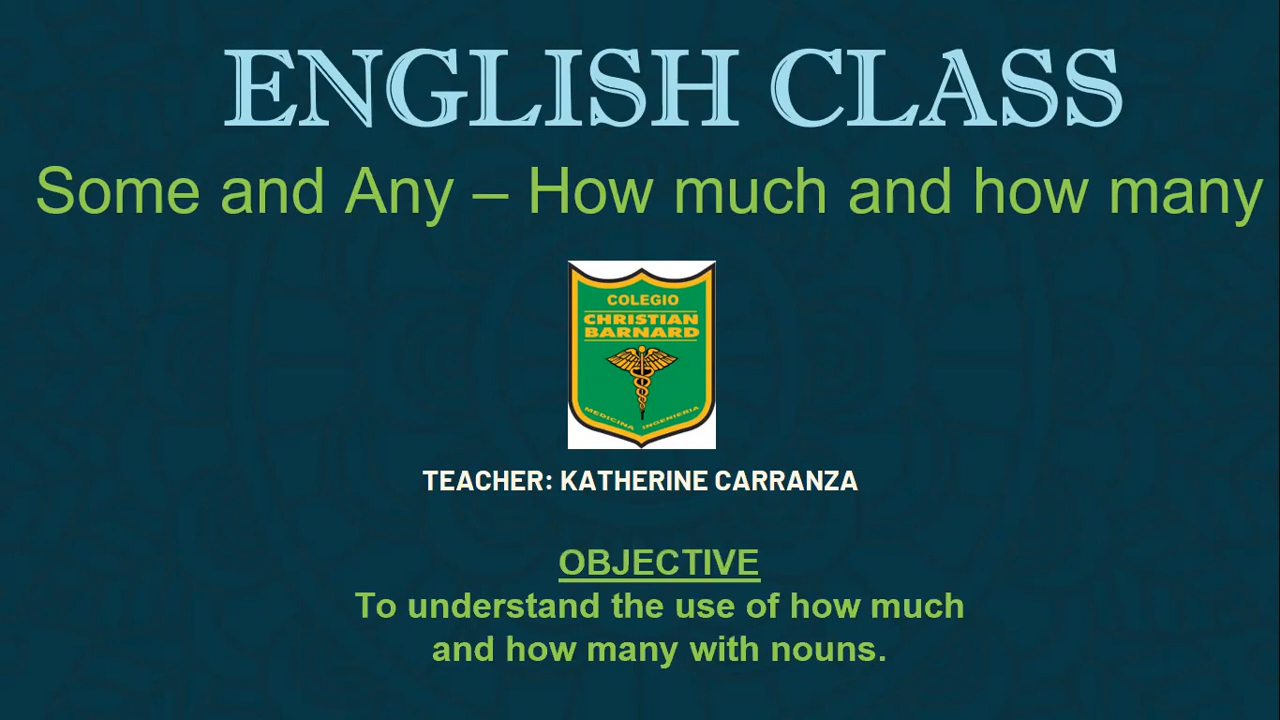 ENGLISH CLASS
Some and Any – How much and how many
COLEGIO
CHRISTIAN
BARNARD
MEDICINA INGENIERIA
TEACHER: KATHERINE CARRANZA
OBJECTIVE
To understand the use of how much
and how many with nouns.